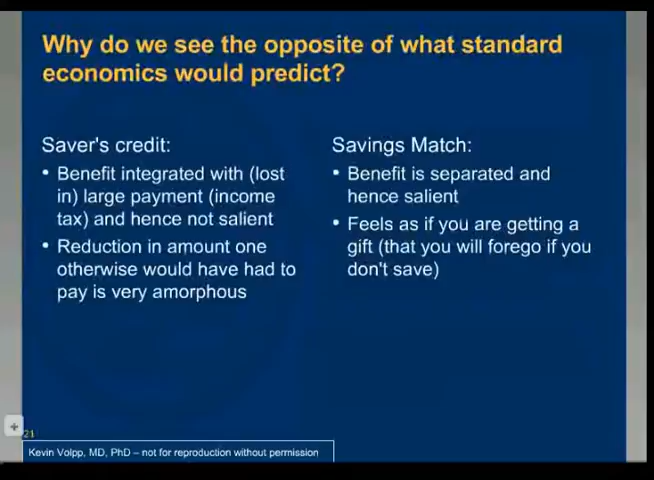 Why do we see the opposite of what standard
economics would predict?
Saver's credit:
• Benefit integrated with (lost
in) large payment (income
tax) and hence not salient
• Reduction in amount one
otherwise would have had to
pay is very amorphous
Savings Match:
• Benefit is separated and
hence salient
• Feels as if you are getting a
gift (that you will forego if you
don't save)
21
Kevin Volpp, MD, PhD – not for reproduction without permission